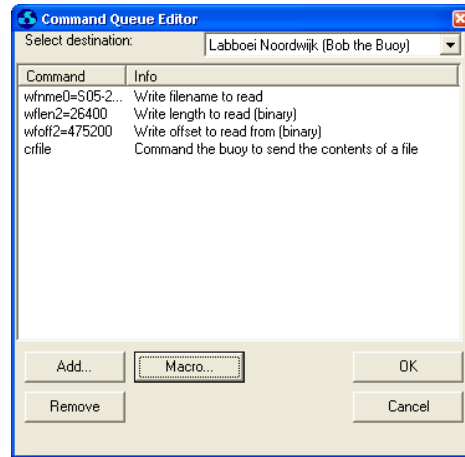 Command Queue Editor
Select destination: Labboei Noordwijk (Bob the Buoy)
Command Info
wfnme0=S05-2... Write filename to read
wflen2=26400 Write length to read (binary)
wfoff2=475200 Write offset to read from (binary)
crfile Command the buoy to send the contents of a file
Add... Macro... OK
Remove Cancel